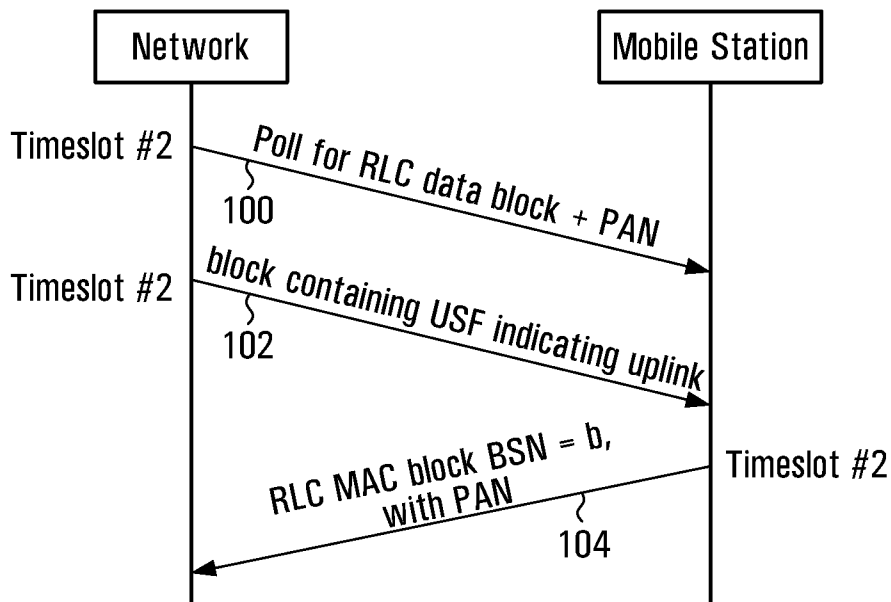 Network
Mobile Station
Timeslot #2
Poll for RLC data block + PAN
100
Timeslot #2
block containing USF indicating uplink
102
RLC MAC block BSN = b,
with PAN
Timeslot #2
104